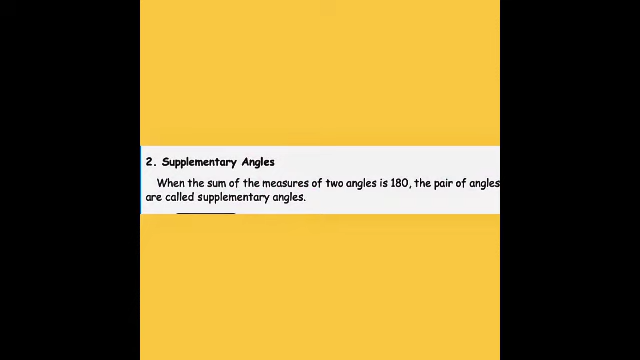 2. Supplementary Angles
When the sum of the measures of two angles is 180, the pair of angles
are called supplementary angles.